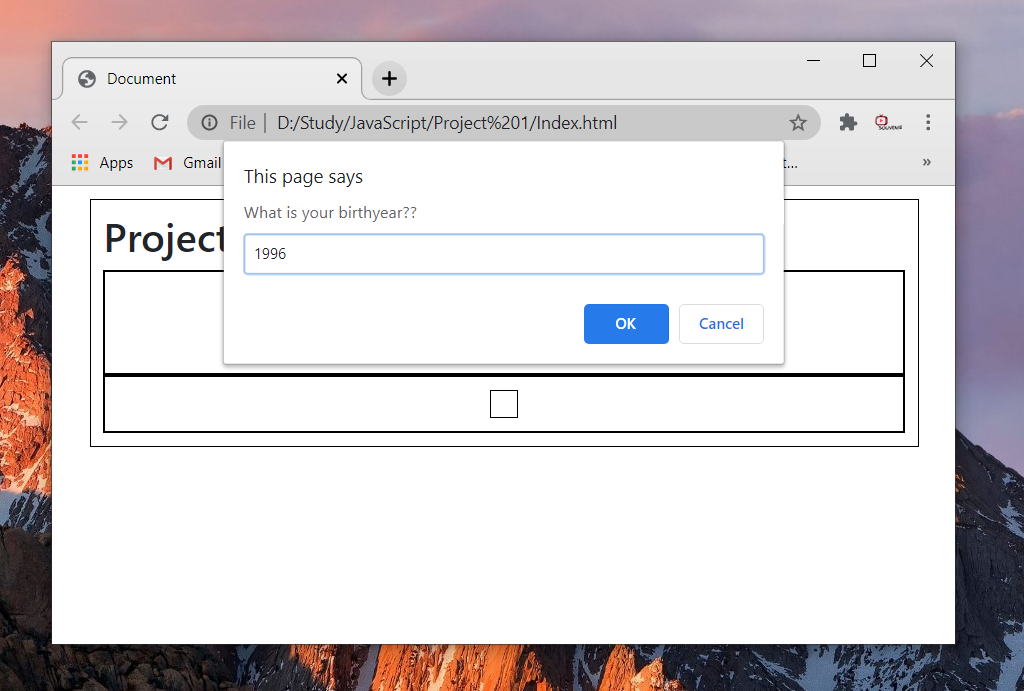 Document
File | D:/Study/JavaScript/Project%201/Index.html
Apps Gmail t... »
This page says
Project
What is your birthyear??
1996
OK Cancel